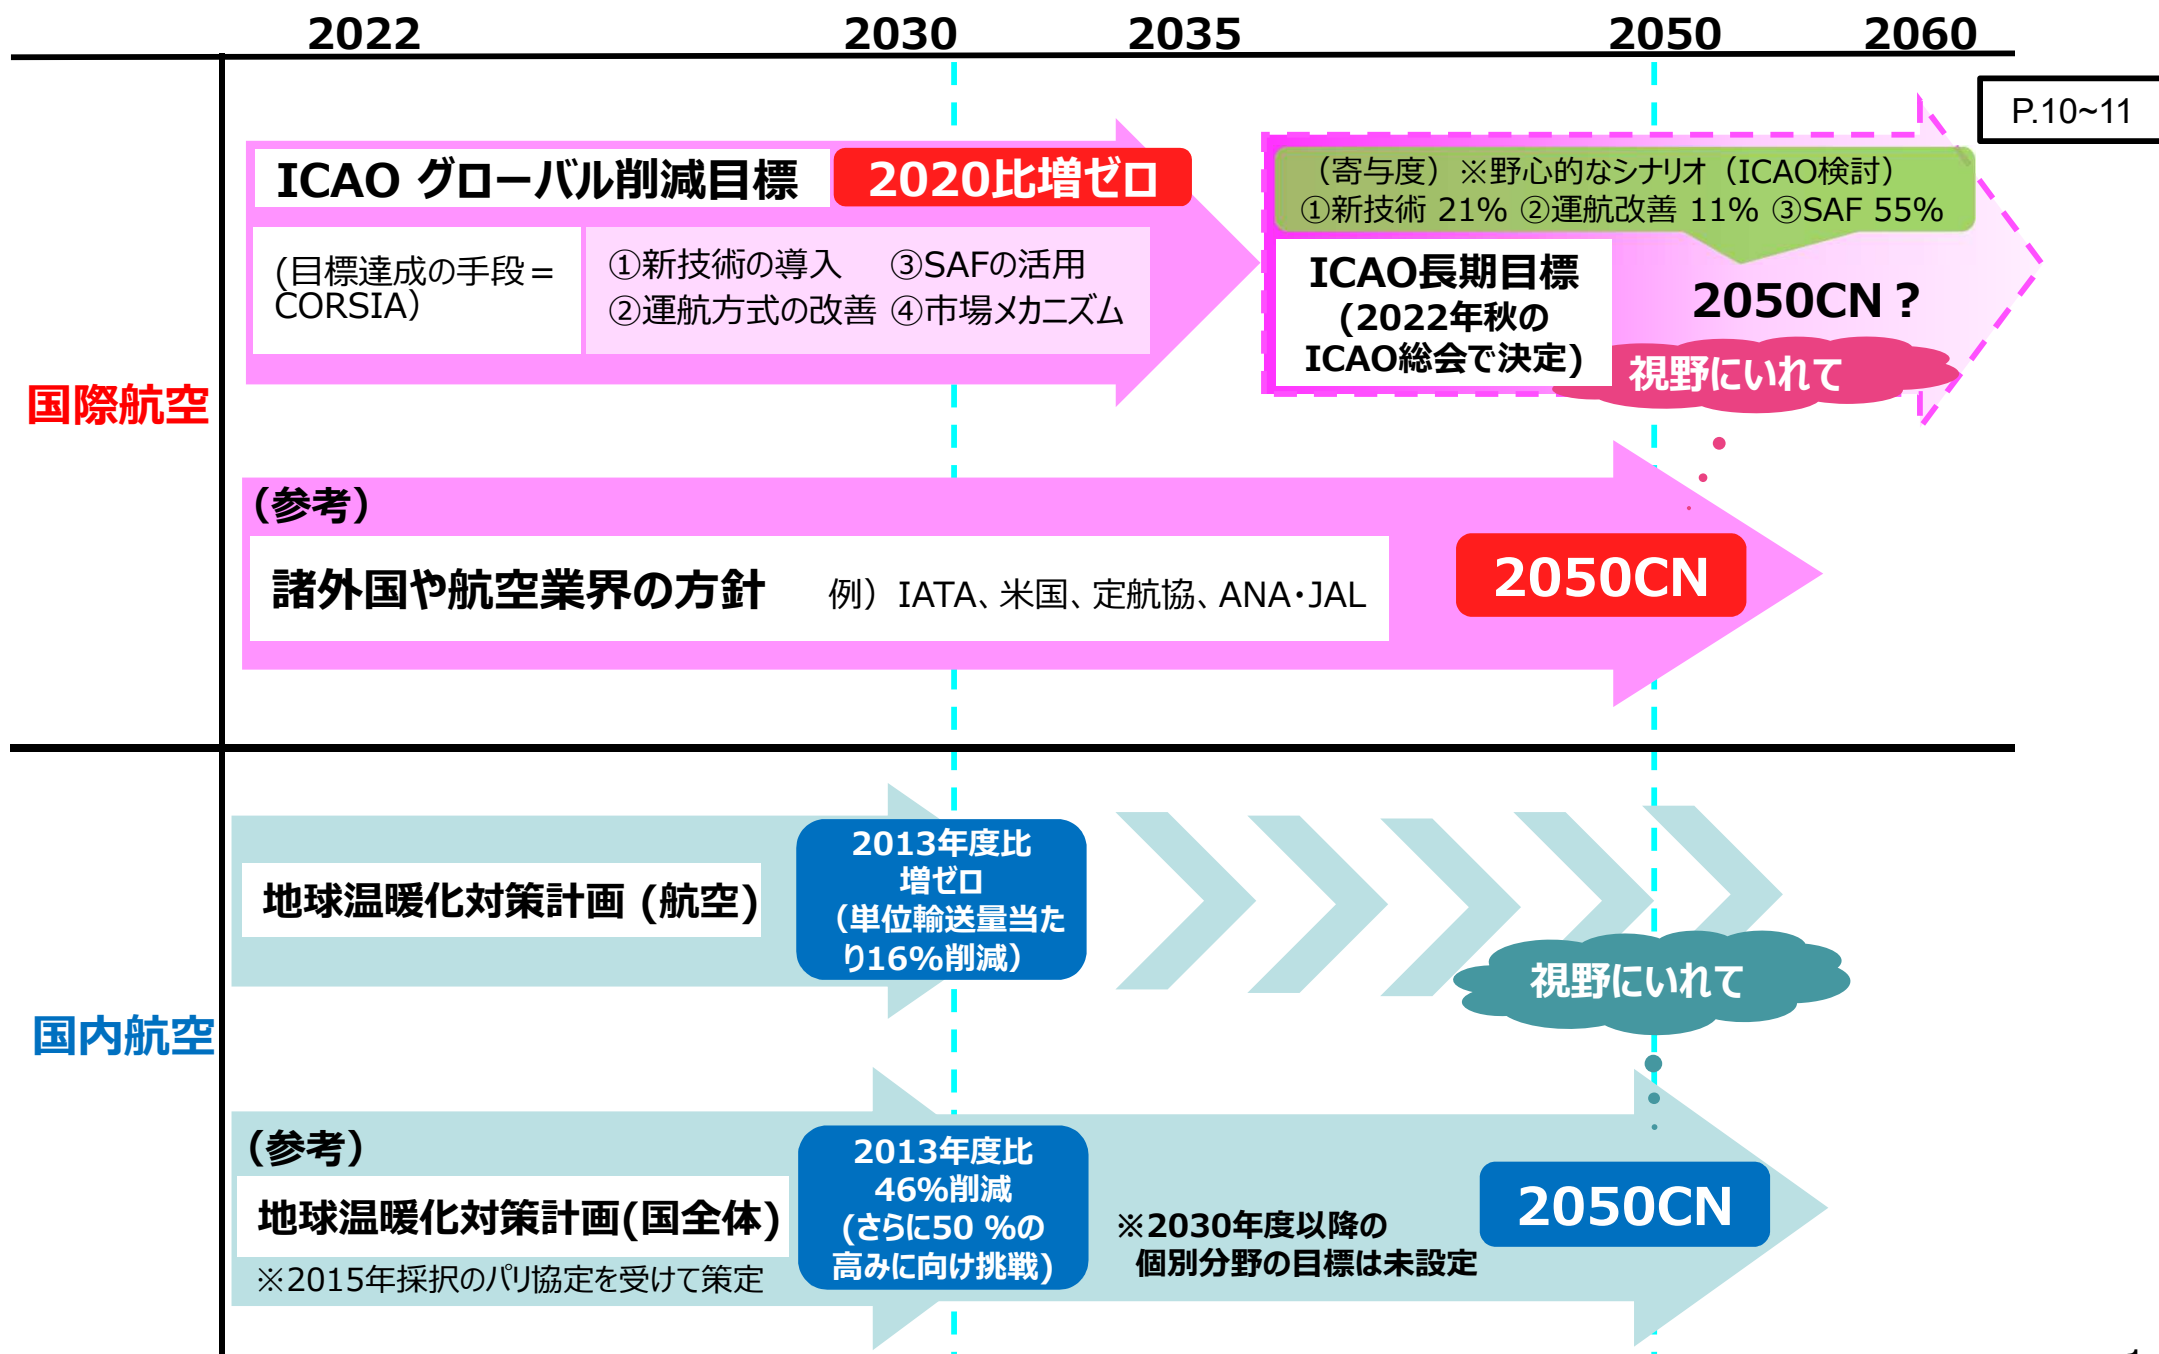 2022 2030 2035 2050 2060
P.10~11
国際航空
ICAO グローバル削減目標
2020比増ゼロ
(目標達成の手段=
CORSIA)
①新技術の導入 ③SAFの活用
②運航方式の改善 ④市場メカニズム
(寄与度)※野心的なシナリオ(ICAO検討)
①新技術 21% ②運航改善 11% ③SAF 55%
ICAO長期目標
(2022年秋の
ICAO総会で決定)
2050CN?
視野にいれて
(参考)
諸外国や航空業界の方針 例)IATA、米国、定航協、ANA・JAL
2050CN
国内航空
地球温暖化対策計画 (航空)
2013年度比
増ゼロ
(単位輸送量当た
り16%削減)
視野にいれて
(参考)
地球温暖化対策計画(国全体)
※2015年採択のパリ協定を受けて策定
2013年度比
46%削減
(さらに50 %の
高みに向け挑戦)
※2030年度以降の
個別分野の目標は未設定
2050CN